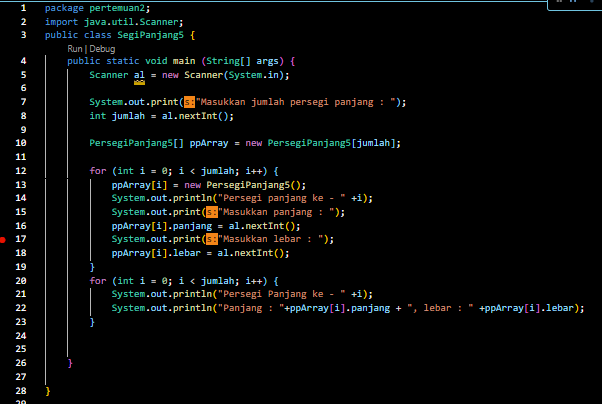 1 package pertemuan2;
2 import java.util.Scanner;
3 public class SegiPanjang5 {
Run | Debug
4 public static void main (String[] args) {
5 Scanner al = new Scanner(System.in);
6
7 System.out.print(s:"Masukkan jumlah persegi panjang : ");
8 int jumlah = al.nextInt();
9
10 PersegiPanjang5[] ppArray = new PersegiPanjang5[jumlah];
11
12 for (int i = 0; i < jumlah; i++) {
13 ppArray[i] = new PersegiPanjang5();
14 System.out.println("Persegi panjang ke - " +i);
15 System.out.print(s:"Masukkan panjang : ");
16 ppArray[i].panjang = al.nextInt();
17 System.out.print(s:"Masukkan lebar : ");
18 ppArray[i].lebar = al.nextInt();
19 }
20 for (int i = 0; i < jumlah; i++) {
21 System.out.println("Persegi Panjang ke - " +i);
22 System.out.println("Panjang : "+ppArray[i].panjang + ", lebar : " +ppArray[i].lebar);
23 }
24
25
26 }
27
28 }